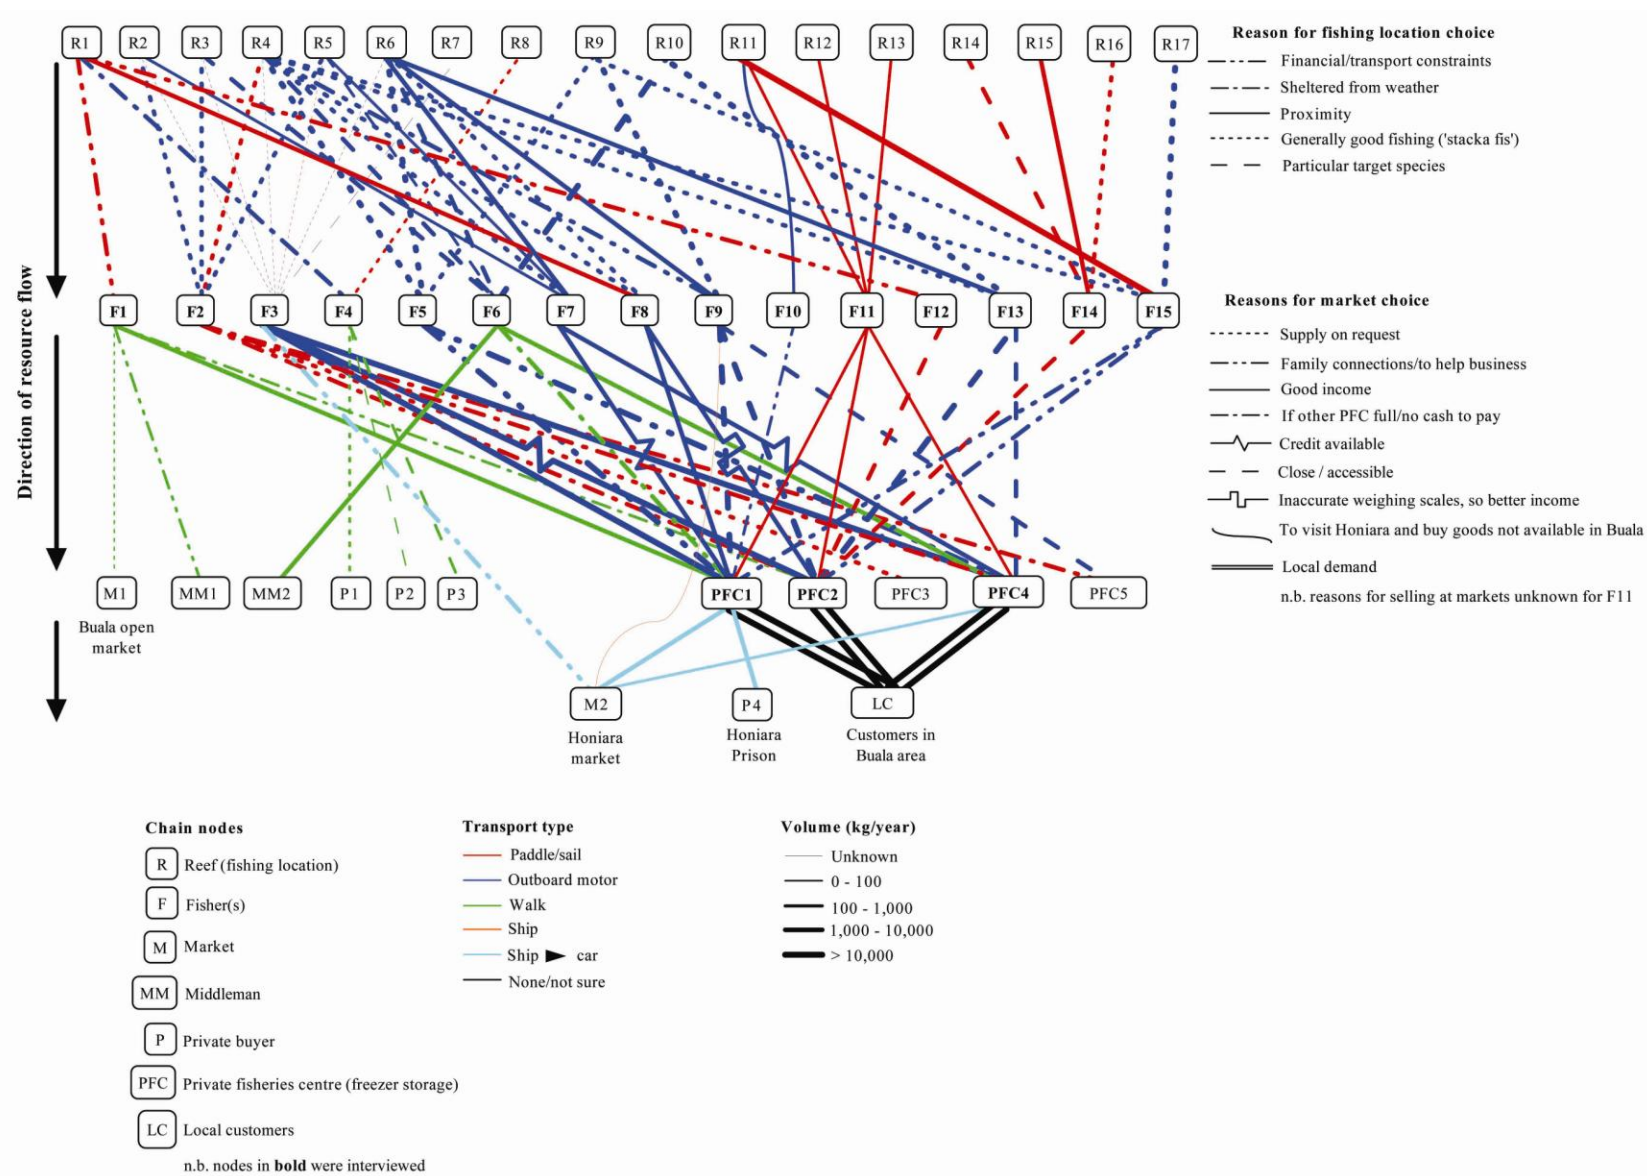 R1 R2 R3 R4 R5 R6 R7 R8 R9 R10 R11 R12 R13 R14 R15 R16 R17
Reason for fishing location choice
Financial/transport constraints
Sheltered from weather
Proximity
Generally good fishing ('stacka fis')
Particular target species
Direction of resource flow
F1 F2 F3 F4 F5 F6 F7 F8 F9 F10 F11 F12 F13 F14 F15
Reasons for market choice
Supply on request
Family connections/to help business
Good income
If other PFC full/no cash to pay
Credit available
Close / accessible
Inaccurate weighing scales, so better income
To visit Honiara and buy goods not available in Buala
Local demand
n.b. reasons for selling at markets unknown for F11
M1 MM1 MM2 P1 P2 P3 PFC1 PFC2 PFC3 PFC4 PFC5
Buala open
market
M2 P4 LC
Honiara
market
Honiara
Prison
Customers in
Buala area
Chain nodes
R Reef (fishing location)
F Fisher(s)
M Market
MM Middleman
P Private buyer
PFC Private fisheries centre (freezer storage)
LC Local customers
n.b. nodes in bold were interviewed
Transport type
Paddle/sail
Outboard motor
Walk
Ship
Ship ► car
None/not sure
Volume (kg/year)
Unknown
0 - 100
100 - 1,000
1,000 - 10,000
> 10,000